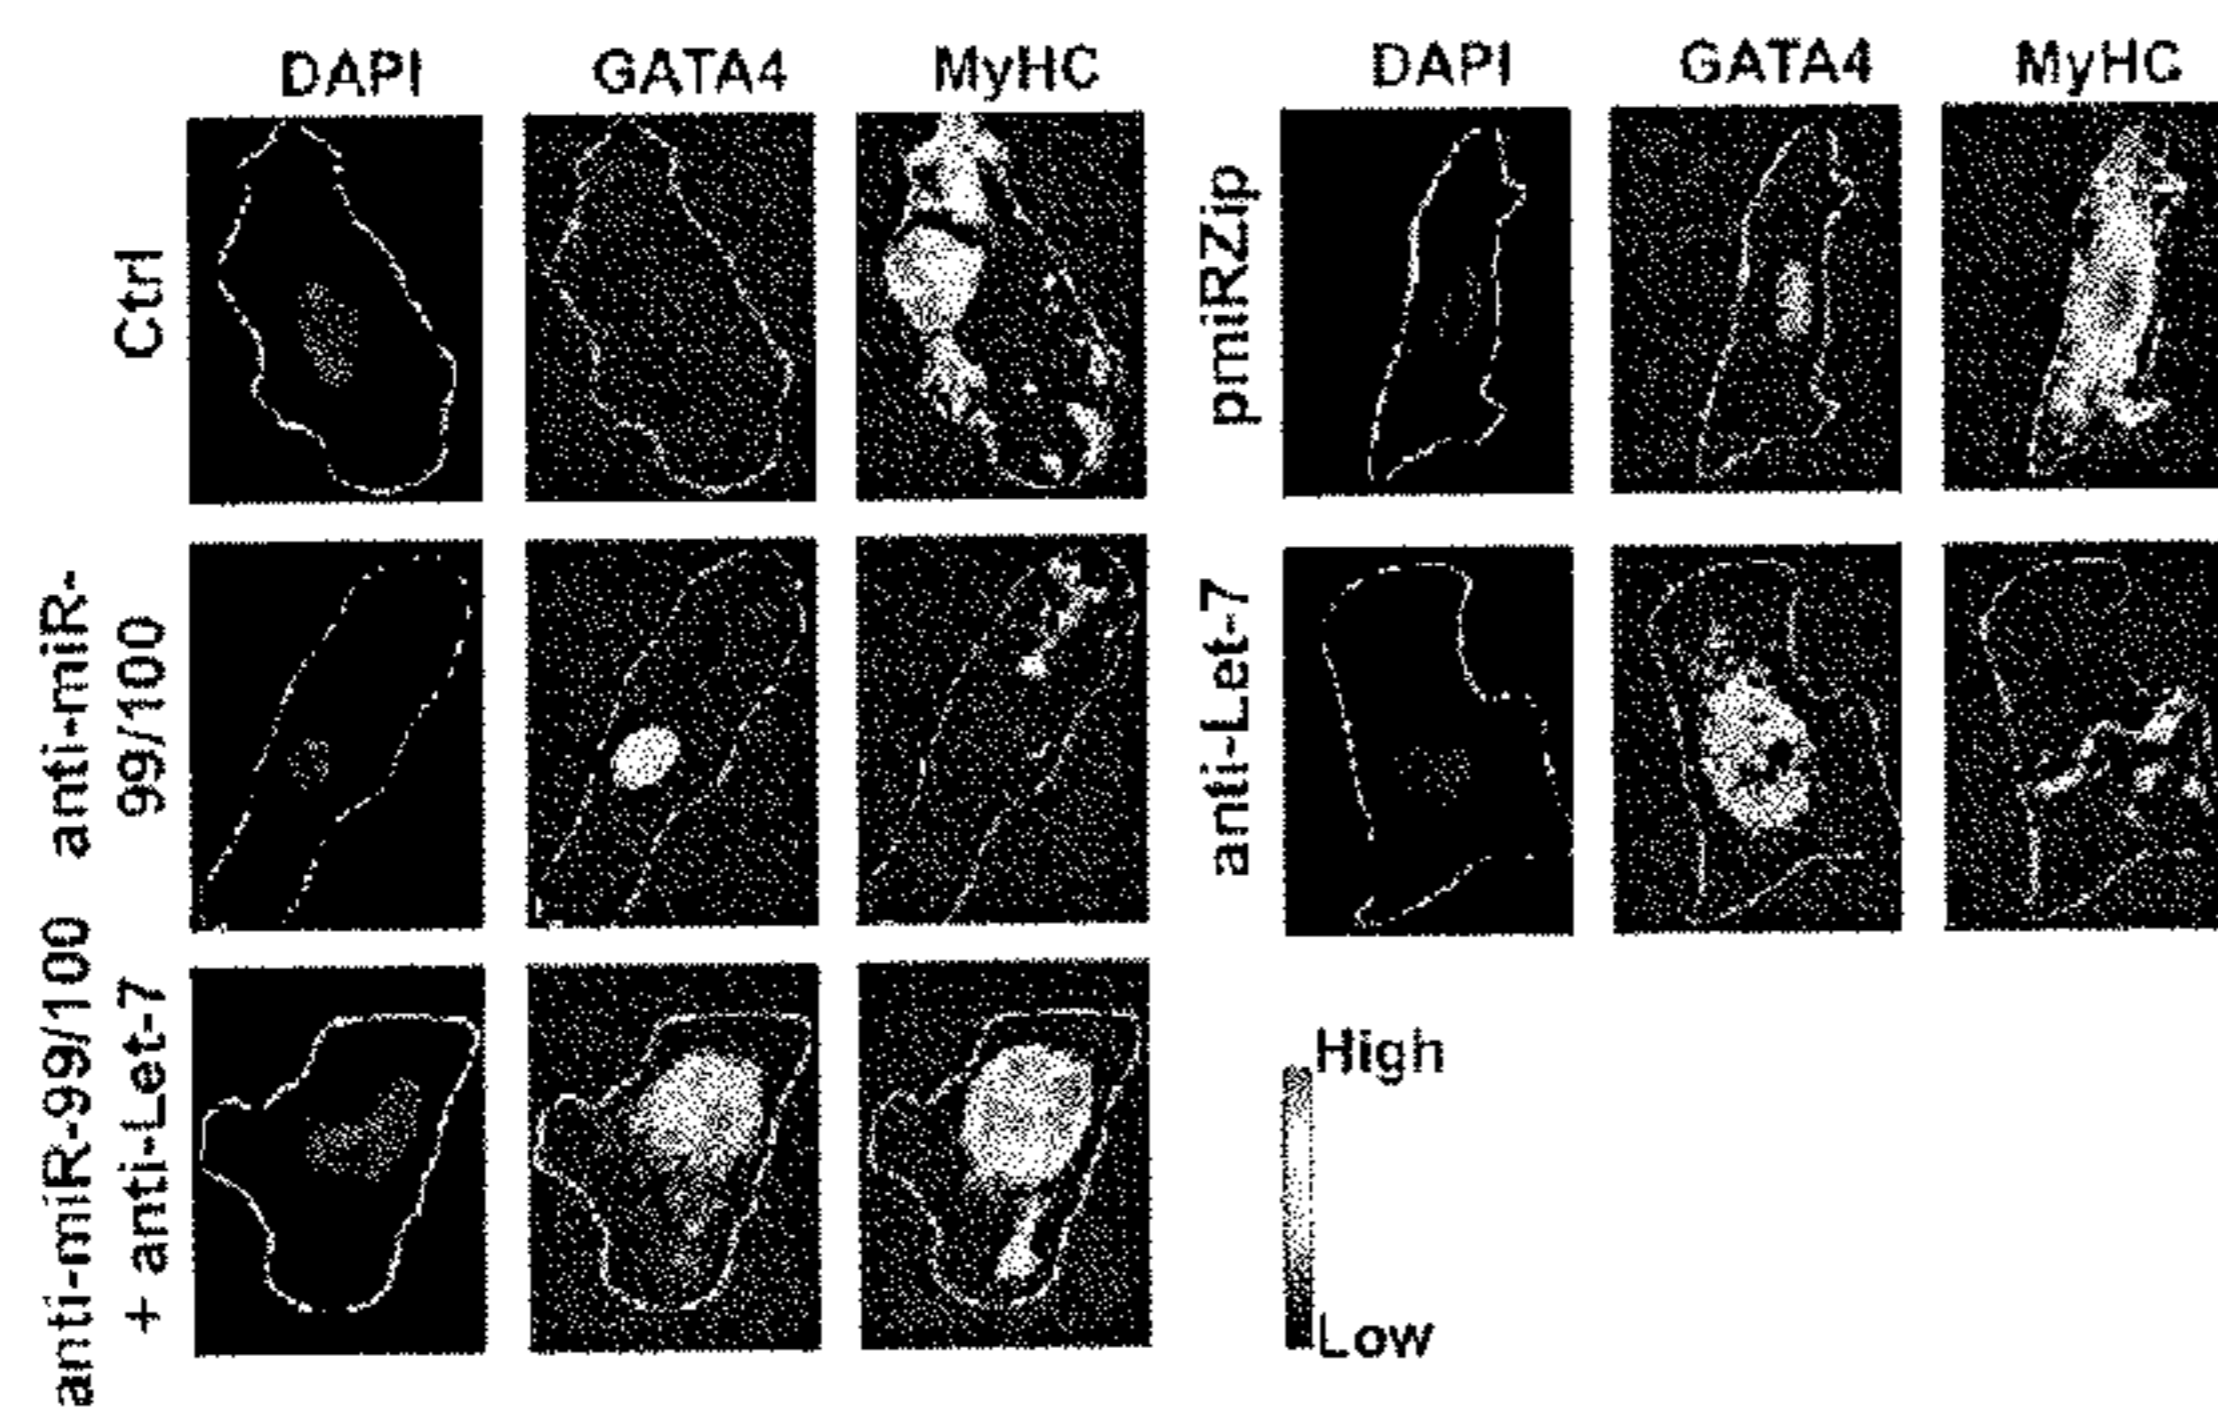 DAPI GATA4 MyHC
DAPI GATA4 MyHC
Ctrl
pmiRZip
anti-miR-
99/100
anti-Let-7
anti-miR-99/100
+ anti-Let-7
High
Low